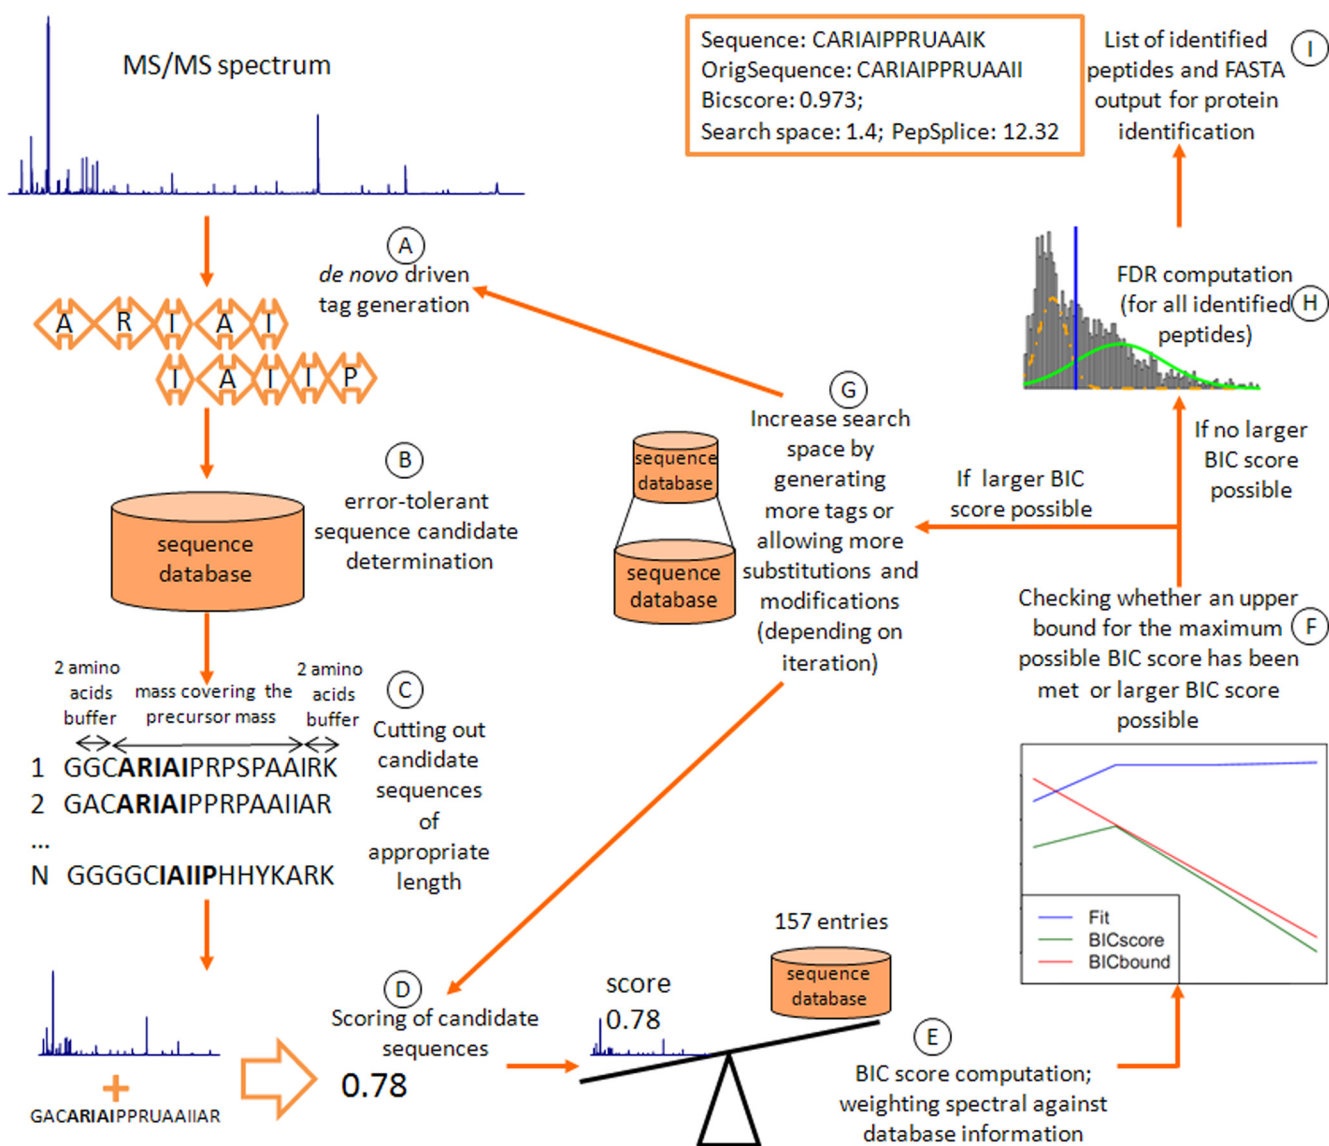 MS/MS spectrum
A
de novo driven
tag generation
A R I A I
I A I I P
B
error-tolerant
sequence candidate
determination
sequence
database
2 amino
acids
buffer
mass covering the
precursor mass
2 amino
acids
buffer
C
Cutting out
candidate
sequences
of
appropriate
length
1 GGCARIAIPRPSPAAIRK
2 GACARIAIPPRPAAIIAR
...
N GGGGCIAIIPHHYKARK
+
GACARIAIPPRUAAIIAR
D
Scoring of candidate
sequences
0.78
score
0.78
157 entries
sequence
database
E
BIC score computation;
weighting spectral against
database information
F
Checking whether an upper
bound for the maximum
possible BIC score has been
met or larger BIC score
possible
Fit
BICscore
BICbound
If larger BIC
score possible
If no larger
BIC score
possible
G
Increase search
space by
generating
more tags or
allowing more
substitutions and
modifications
(depending on
iteration)
sequence
database
sequence
database
H
FDR computation
(for all identified
peptides)
I
List of identified
peptides and FASTA
output for protein
identification
Sequence: CARIAIPPRUAAIK
OrigSequence: CARIAIPPRUAAII
Bicscore: 0.973;
Search space: 1.4; PepSplice: 12.32